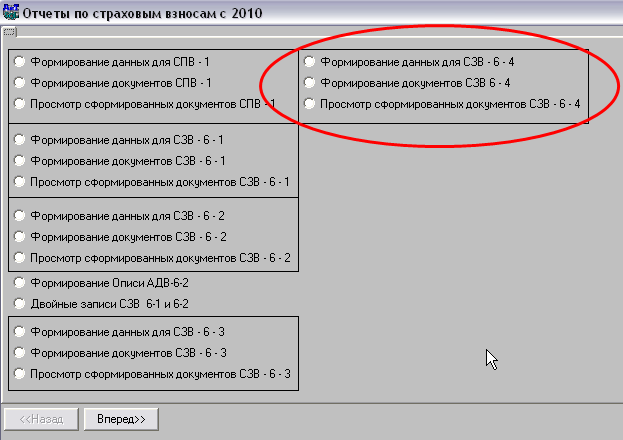 Отчеты по страховым взносам с 2010
Формирование данных для СПВ - 1
Формирование документов СПВ - 1
Просмотр сформированных документов СПВ - 1
Формирование данных для СЗВ - 6 - 4
Формирование документов СЗВ 6 - 4
Просмотр сформированных документов СЗВ - 6 - 4
Формирование данных для СЗВ - 6 - 1
Формирование документов СЗВ - 6 - 1
Просмотр сформированных документов СЗВ - 6 - 1
Формирование данных для СЗВ - 6 - 2
Формирование документов СЗВ - 6 - 2
Просмотр сформированных документов СЗВ - 6 - 2
Формирование Описи АДВ-6-2
Двойные записи СЗВ 6-1 и 6-2
Формирование данных для СЗВ - 6 - 3
Формирование документов СЗВ - 6 - 3
Просмотр сформированных документов СЗВ - 6 - 3
<<Назад
Вперед>>